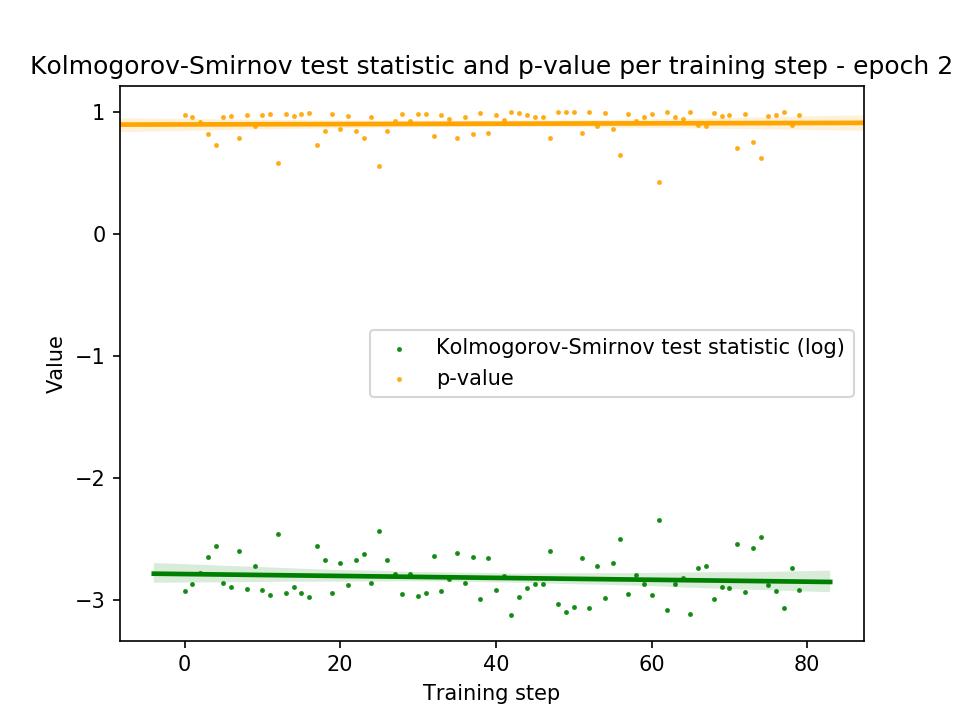 Kolmogorov-Smirnov test statistic and p-value per training step - epoch 2
1
0
−1
−2
−3
Value
Kolmogorov-Smirnov test statistic (log)
p-value
0 20 40 60 80
Training step